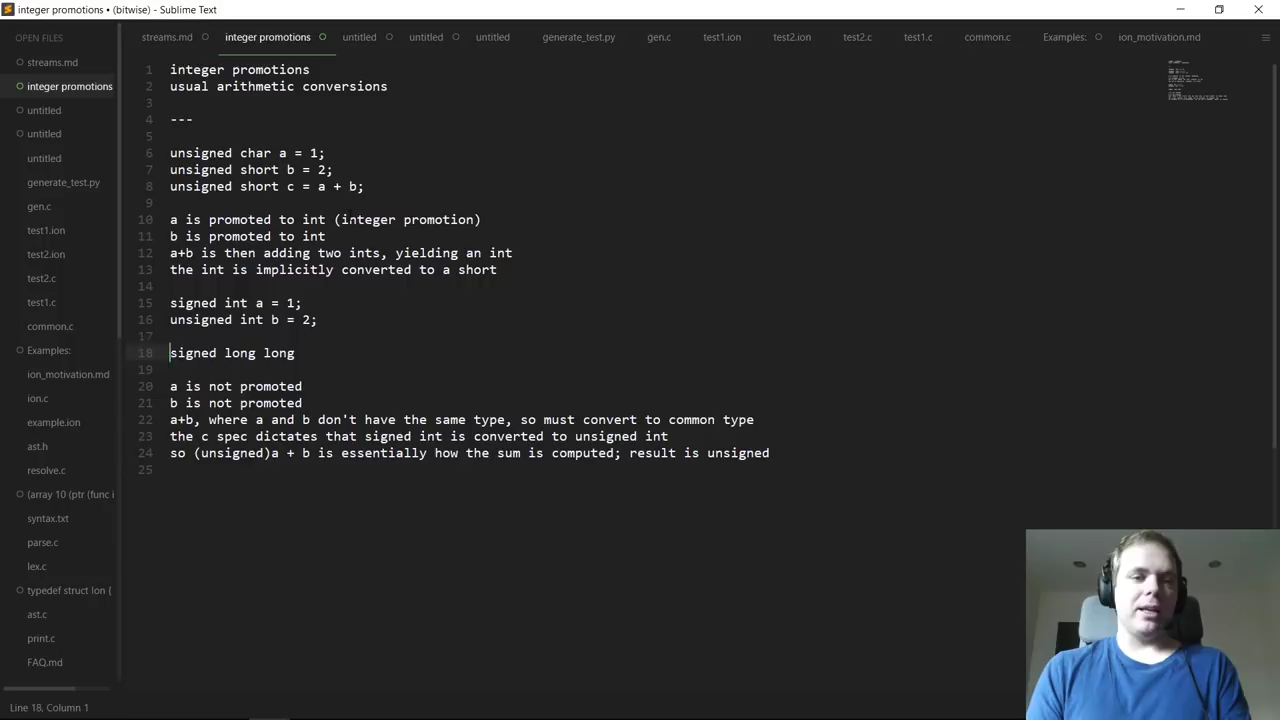 integer promotions • (bitwise) - Sublime Text
OPEN FILES
streams.md
integer promotions
untitled
untitled
untitled
generate_test.py
gen.c
test1.ion
test2.ion
test2.c
test1.c
common.c
Examples:
ion_motivation.md
ion.c
example.ion
ast.h
resolve.c
(array 10 (ptr (func i
syntax.txt
parse.c
lex.c
typedef struct Ion {
ast.c
print.c
FAQ.md
streams.md integer promotions untitled untitled untitled generate_test.py gen.c test1.ion test2.ion test2.c test1.c common.c Examples: ion_motivation.md
1 integer promotions
2 usual arithmetic conversions
3
4 ---
5
6 unsigned char a = 1;
7 unsigned short b = 2;
8 unsigned short c = a + b;
9
10 a is promoted to int (integer promotion)
11 b is promoted to int
12 a+b is then adding two ints, yielding an int
13 the int is implicitly converted to a short
14
15 signed int a = 1;
16 unsigned int b = 2;
17
18 signed long long
19
20 a is not promoted
21 b is not promoted
22 a+b, where a and b don't have the same type, so must convert to common type
23 the c spec dictates that signed int is converted to unsigned int
24 so (unsigned)a + b is essentially how the sum is computed; result is unsigned
25
Line 18, Column 1